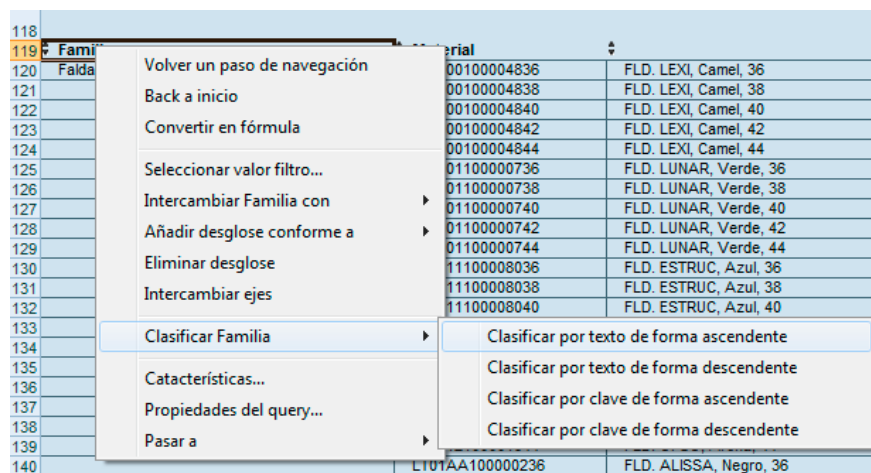 118
119 Famil Material
120 Falda 00100004836 FLD. LEXI, Camel, 36
121 00100004838 FLD. LEXI, Camel, 38
122 00100004840 FLD. LEXI, Camel, 40
123 00100004842 FLD. LEXI, Camel, 42
124 00100004844 FLD. LEXI, Camel, 44
125 01100000736 FLD. LUNAR, Verde, 36
126 01100000738 FLD. LUNAR, Verde, 38
127 01100000740 FLD. LUNAR, Verde, 40
128 01100000742 FLD. LUNAR, Verde, 42
129 01100000744 FLD. LUNAR, Verde, 44
130 11100008036 FLD. ESTRUC, Azul, 36
131 11100008038 FLD. ESTRUC, Azul, 38
132 11100008040 FLD. ESTRUC, Azul, 40
133
134
135
136
137
138
139
140 LT01AA100000236 FLD. ALISSA, Negro, 36
Volver un paso de navegación
Back a inicio
Convertir en fórmula
Seleccionar valor filtro...
Intercambiar Familia con
Añadir desglose conforme a
Eliminar desglose
Intercambiar ejes
Clasificar Familia
Catacterísticas...
Propiedades del query...
Pasar a
Clasificar por texto de forma ascendente
Clasificar por texto de forma descendente
Clasificar por clave de forma ascendente
Clasificar por clave de forma descendente